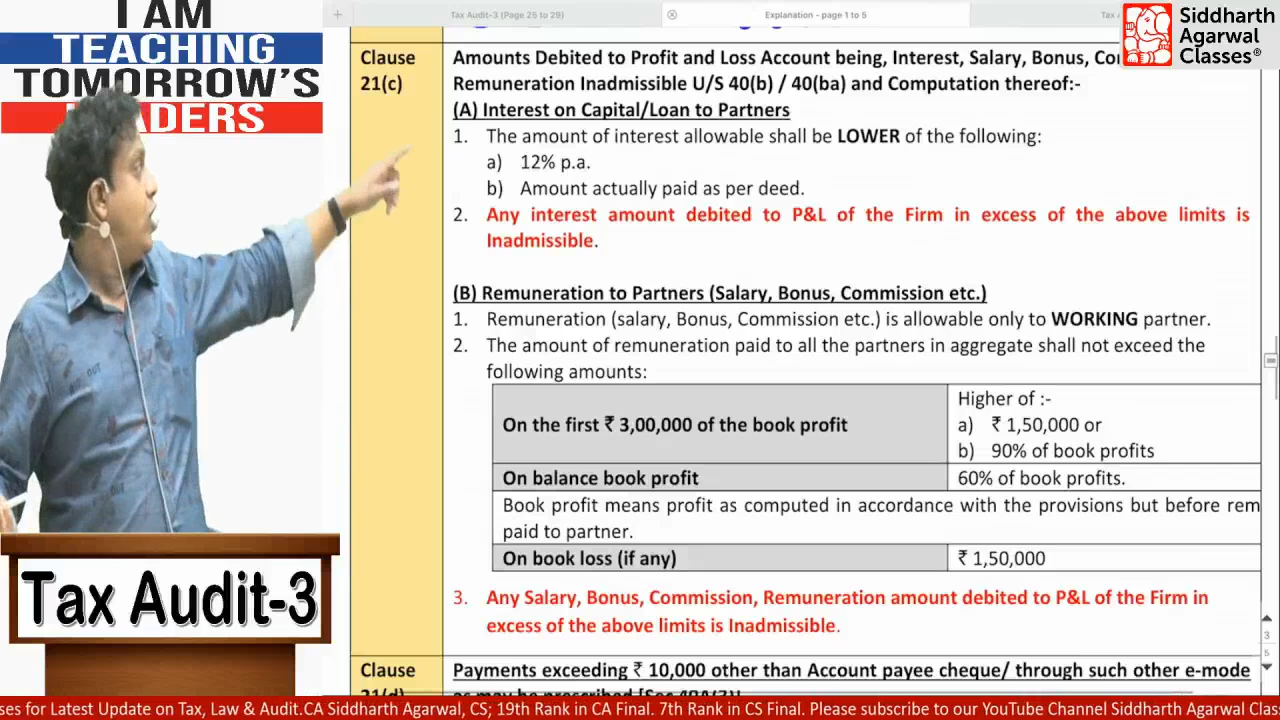 I AM
TEACHING
TOMORROW'S
Tax Audit-3 (Page 25 to 29)
Explanation - page 1 to 5
Siddharth
Agarwal
Classes®
Clause
21(c)
Amounts Debited to Profit and Loss Account being, Interest, Salary, Bonus,
Remuneration Inadmissible U/S 40(b) / 40(ba) and Computation thereof:-
(A) Interest on Capital/Loan to Partners
1. The amount of interest allowable shall be LOWER of the following:
a) 12% p.a.
b) Amount actually paid as per deed.
2. Any interest amount debited to P&L of the Firm in excess of the above limits is
Inadmissible.
(B) Remuneration to Partners (Salary, Bonus, Commission etc.)
1. Remuneration (salary, Bonus, Commission etc.) is allowable only to WORKING partner.
2. The amount of remuneration paid to all the partners in aggregate shall not exceed the
following amounts:
On the first ₹ 3,00,000 of the book profit
Higher of :-
a) ₹ 1,50,000 or
b) 90% of book profits
On balance book profit
60% of book profits.
Book profit means profit as computed in accordance with the provisions but before rem
paid to partner.
On book loss (if any)
₹ 1,50,000
3. Any Salary, Bonus, Commission, Remuneration amount debited to P&L of the Firm in
excess of the above limits is Inadmissible.
Clause
Payments exceeding ₹ 10,000 other than Account payee cheque/ through such other e-mode
Tax Audit-3
3
5
ses for Latest Update on Tax, Law & Audit.CA Siddharth Agarwal, CS; 19th Rank in CA Final. 7th Rank in CS Final. Please subscribe to our YouTube Channel Siddharth Agarwal Clas